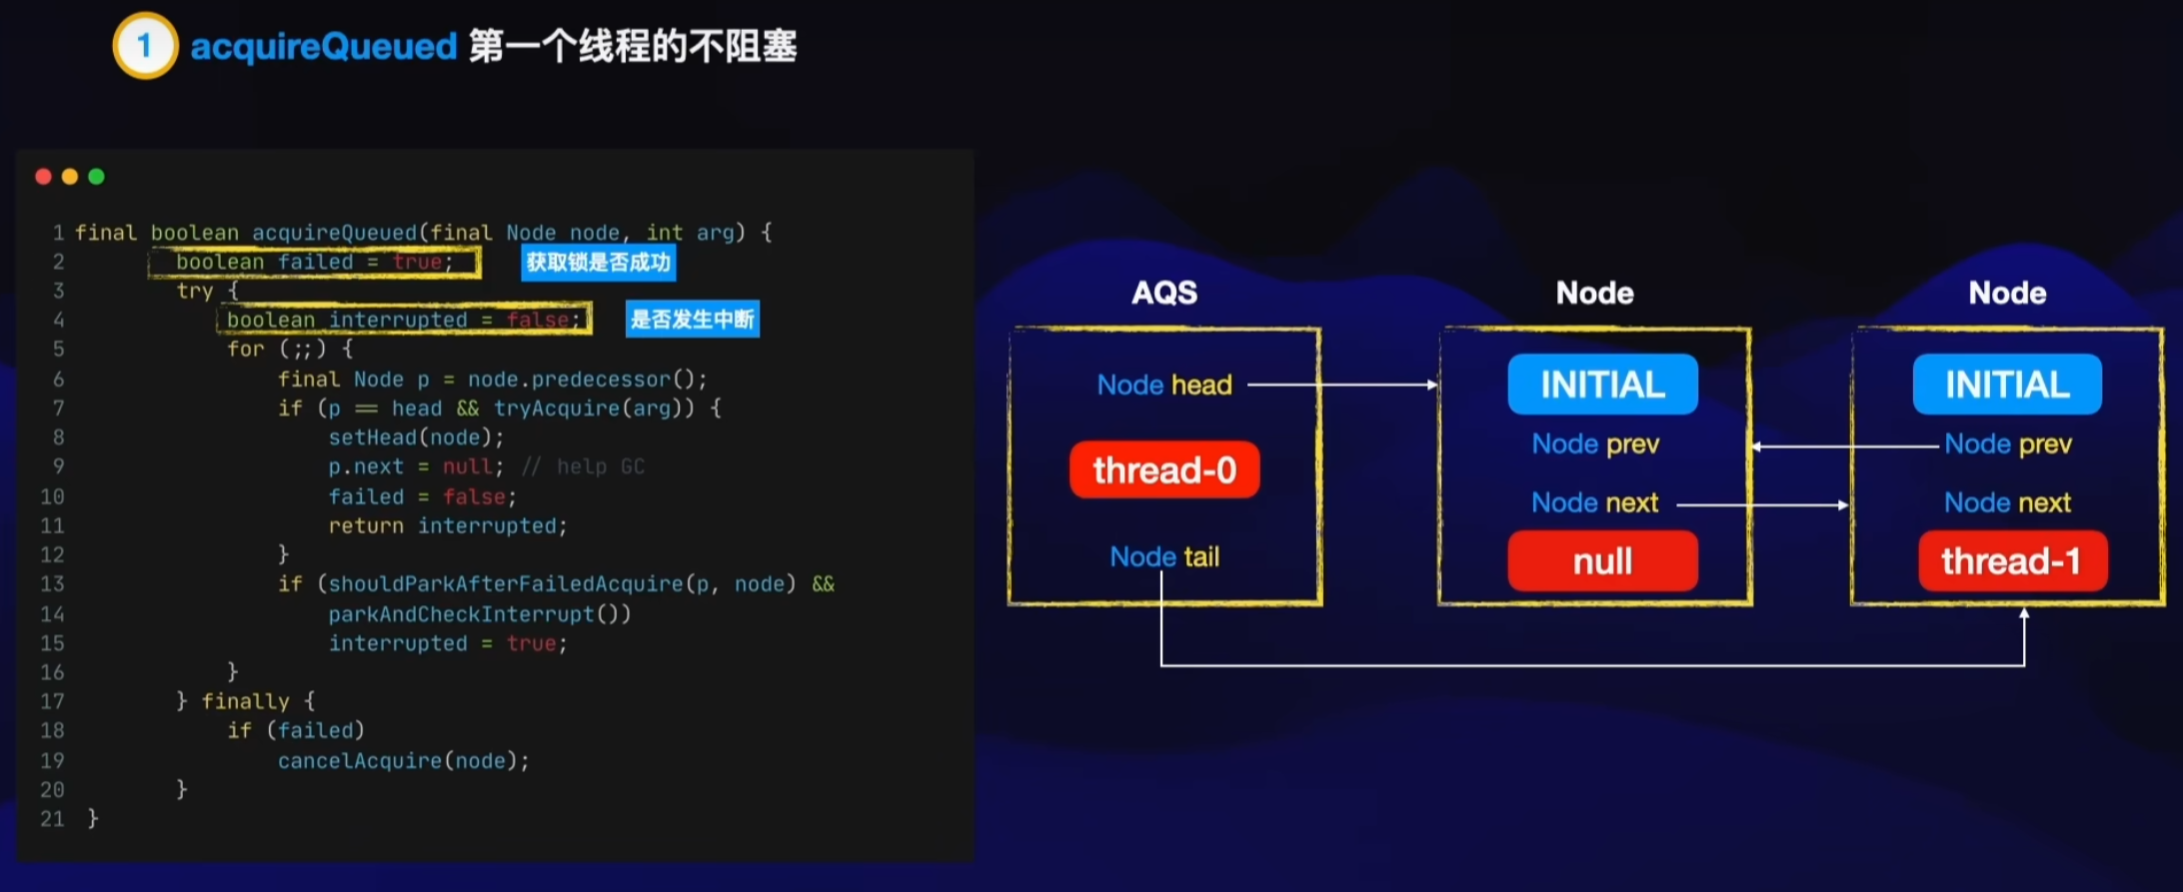 1 acquireQueued 第一个线程的不阻塞
1 final boolean acquireQueued(final Node node, int arg) {
2 boolean failed = true; 获取锁是否成功
3 try {
4 boolean interrupted = false; 是否发生中断
5 for (;;) {
6 final Node p = node.predecessor();
7 if (p == head && tryAcquire(arg)) {
8 setHead(node);
9 p.next = null; // help GC
10 failed = false;
11 return interrupted;
12 }
13 if (shouldParkAfterFailedAcquire(p, node) &&
14 parkAndCheckInterrupt())
15 interrupted = true;
16 }
17 } finally {
18 if (failed)
19 cancelAcquire(node);
20 }
21 }
AQS
Node head
thread-0
Node tail
Node
INITIAL
Node prev
Node next
null
Node
INITIAL
Node prev
Node next
thread-1